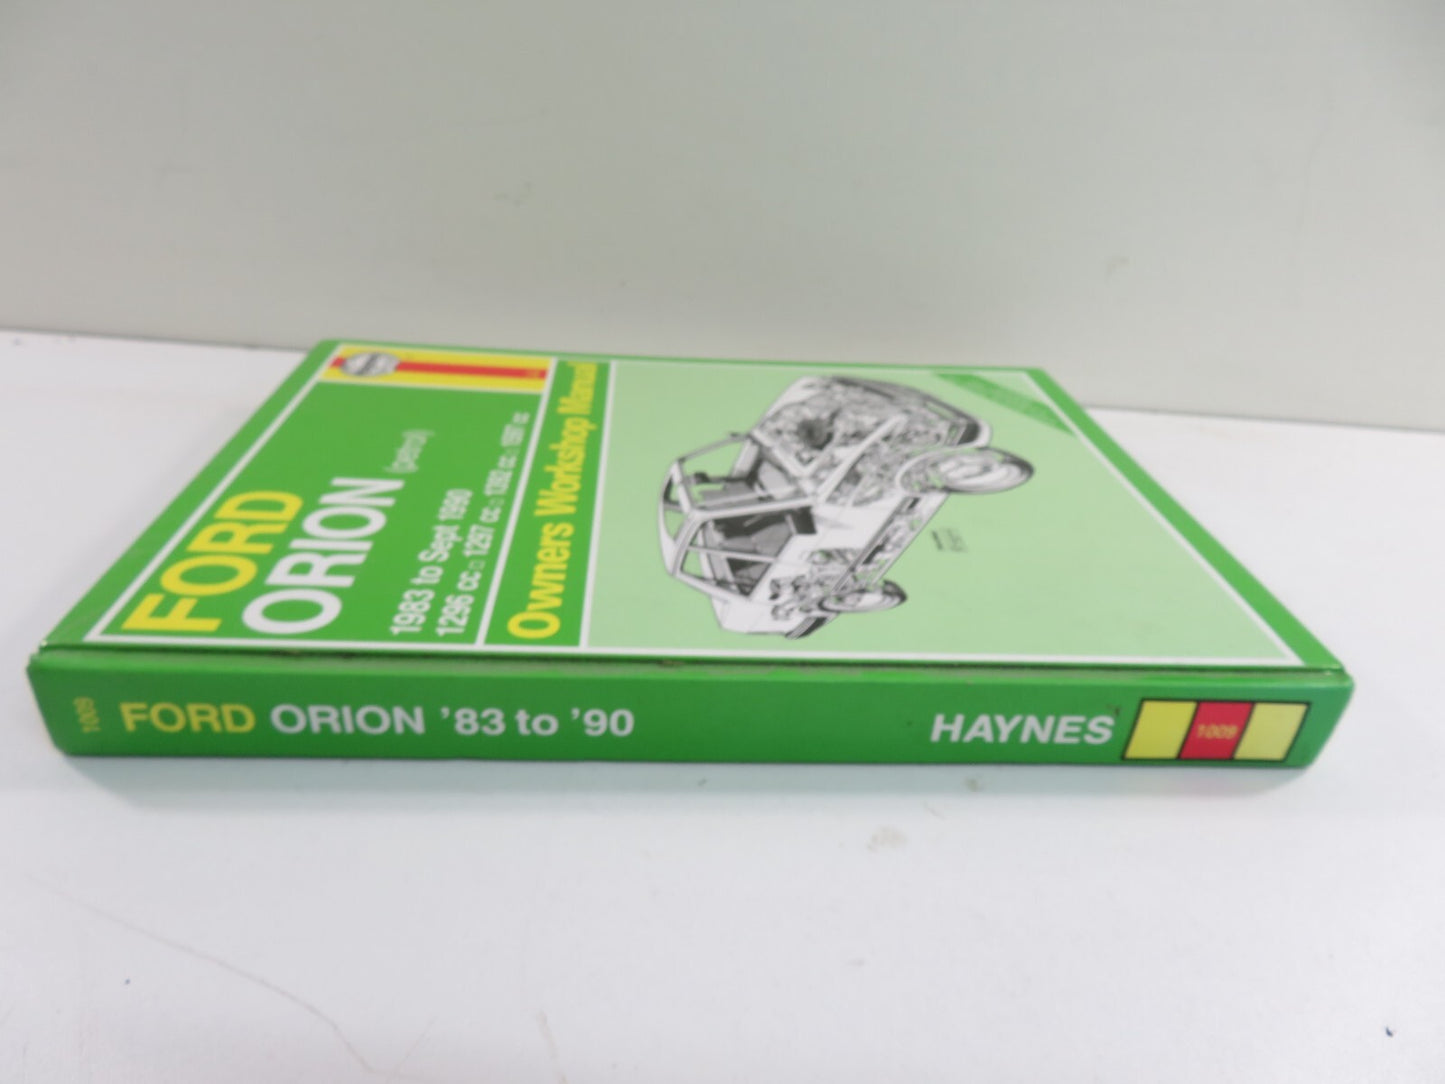 FORD
ORION (petrol)
1983 to Sept 1990
1296 cc □ 1297 cc □ 1392 cc □ 1597 cc
Owners Workshop Manual
1009 FORD ORION '83 to '90 HAYNES 1009